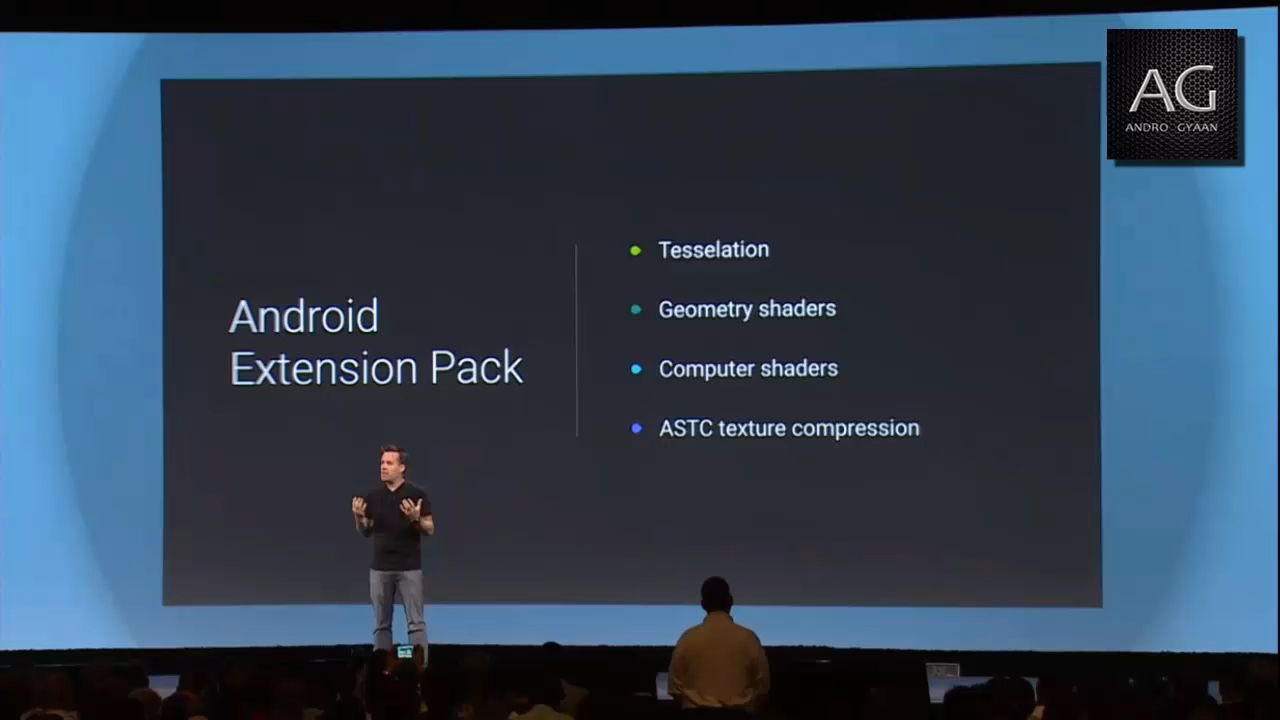 AG
ANDRO GYAAN
Android
Extension Pack
Tesselation
Geometry shaders
Computer shaders
ASTC texture compression